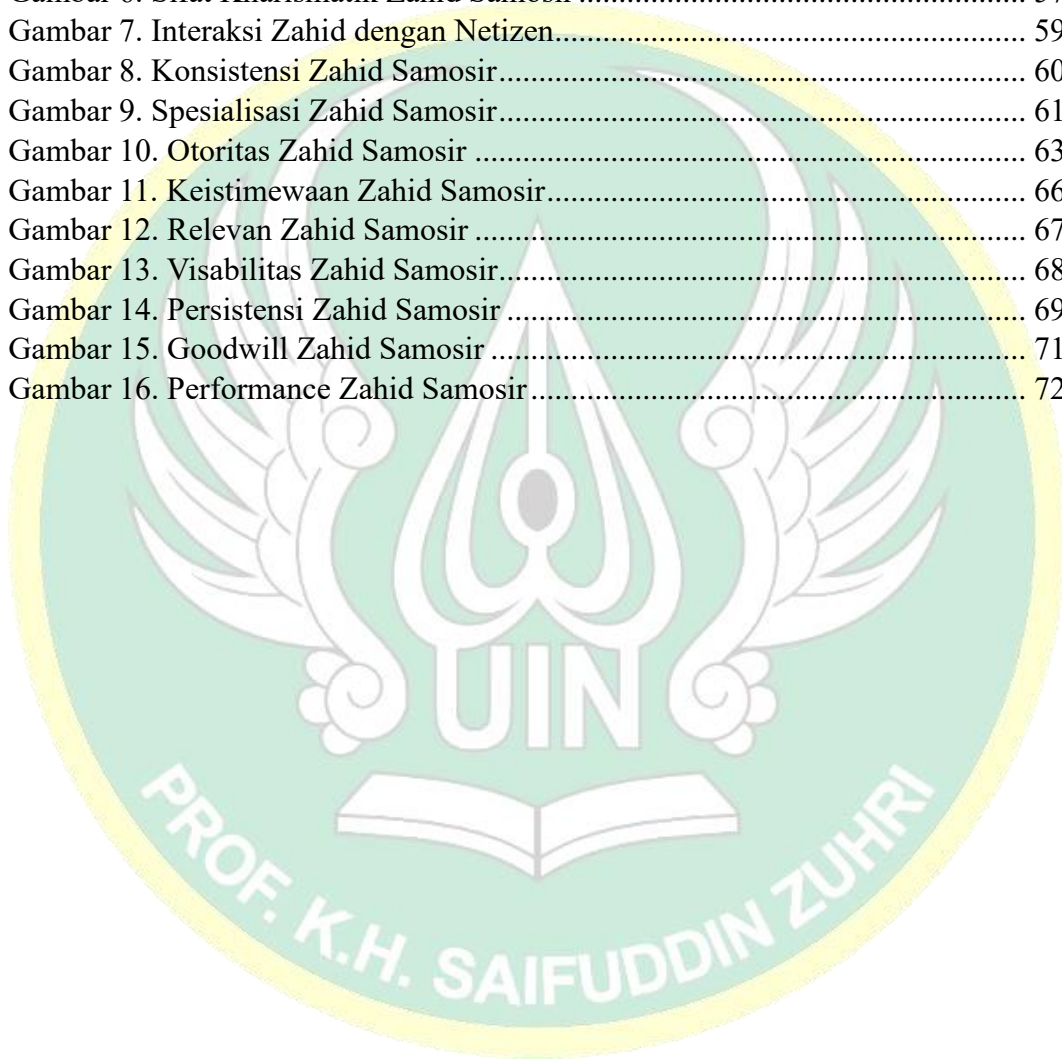 Gambar 7. Interaksi Zahid dengan Netizen.......................................................... 59
Gambar 8. Konsistensi Zahid Samosir................................................................. 60
Gambar 9. Spesialisasi Zahid Samosir................................................................. 61
Gambar 10. Otoritas Zahid Samosir .................................................................... 63
Gambar 11. Keistimewaan Zahid Samosir........................................................... 66
Gambar 12. Relevan Zahid Samosir .................................................................... 67
Gambar 13. Visabilitas Zahid Samosir................................................................. 68
Gambar 14. Persistensi Zahid Samosir ................................................................ 69
Gambar 15. Goodwill Zahid Samosir .................................................................. 71
Gambar 16. Performance Zahid Samosir ............................................................. 72
UIN
PROF. K.H. SAIFUDDIN ZUHRI